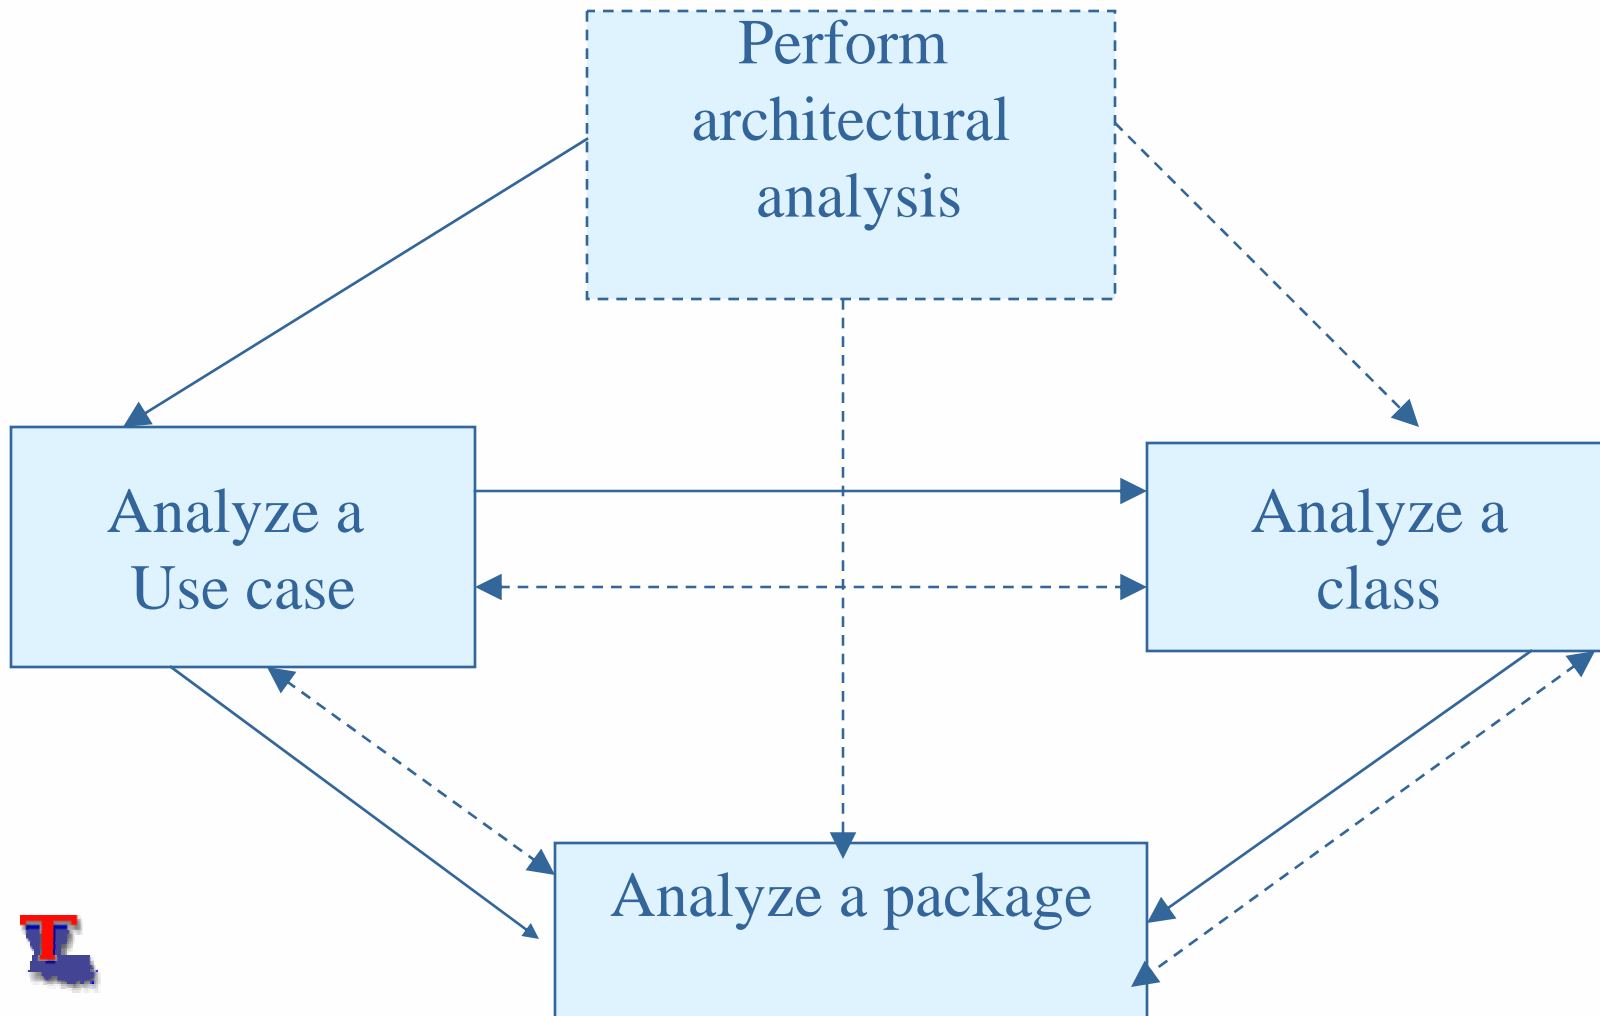 Perform
architectural
analysis
Analyze a
Use case
Analyze a
class
Analyze a package
T